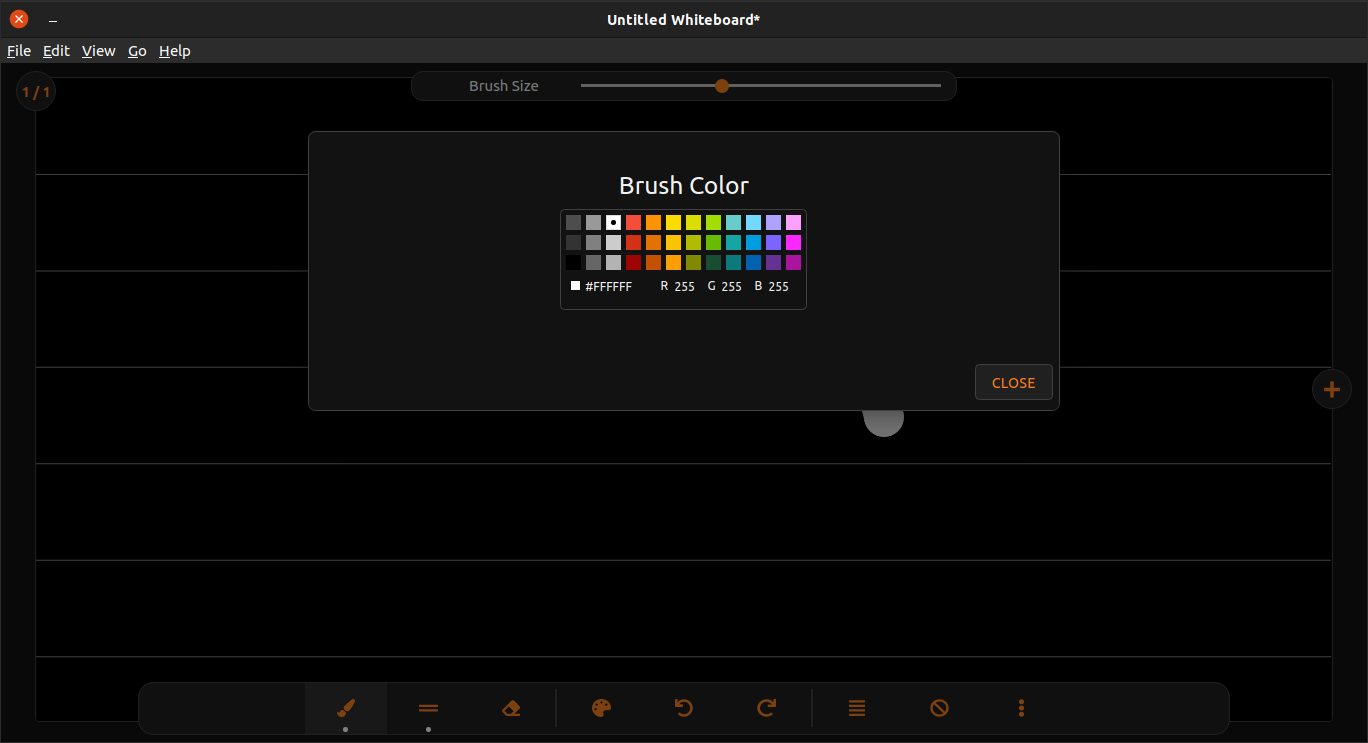 Untitled Whiteboard*
File Edit View Go Help
1 / 1
Brush Size
Brush Color
#FFFFFF R 255 G 255 B 255
CLOSE